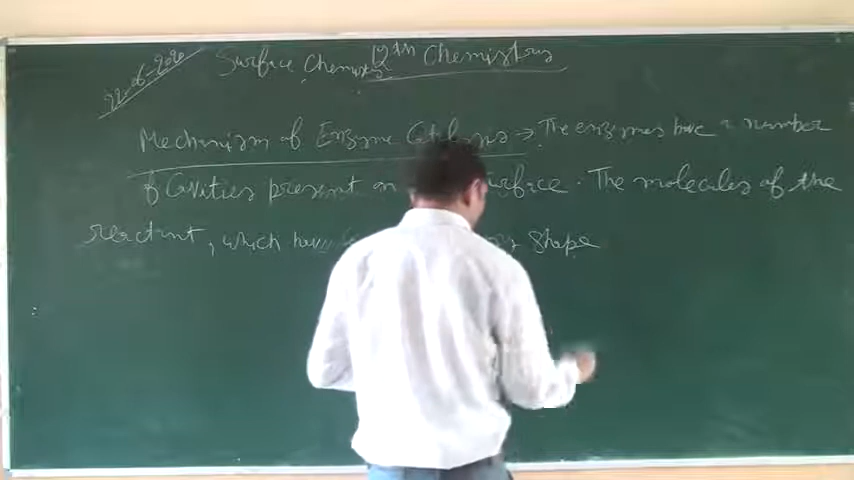 22-06-2020
Surface Chemistry 12th Chemistry
Mechanism of Enzyme Catalysis → The enzymes have a number
of Cavities present on surface. The molecules of the
reactant, which have shape